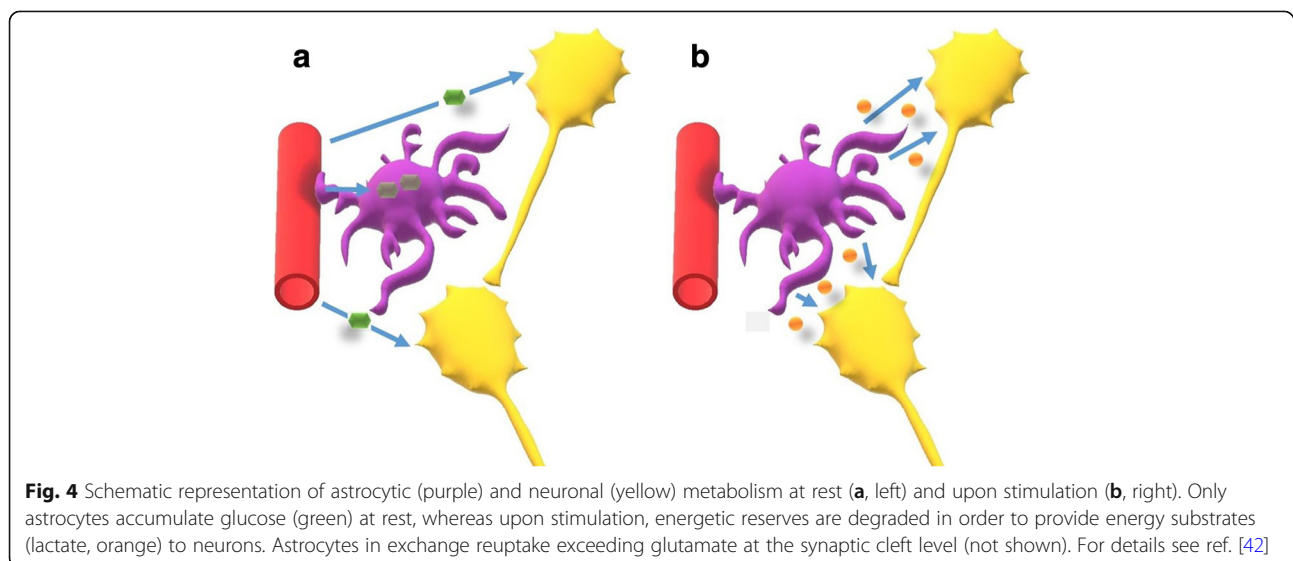 a
b
Fig. 4 Schematic representation of astrocytic (purple) and neuronal (yellow) metabolism at rest (a, left) and upon stimulation (b, right). Only
astrocytes accumulate glucose (green) at rest, whereas upon stimulation, energetic reserves are degraded in order to provide energy substrates
(lactate, orange) to neurons. Astrocytes in exchange reuptake exceeding glutamate at the synaptic cleft level (not shown). For details see ref. [42]